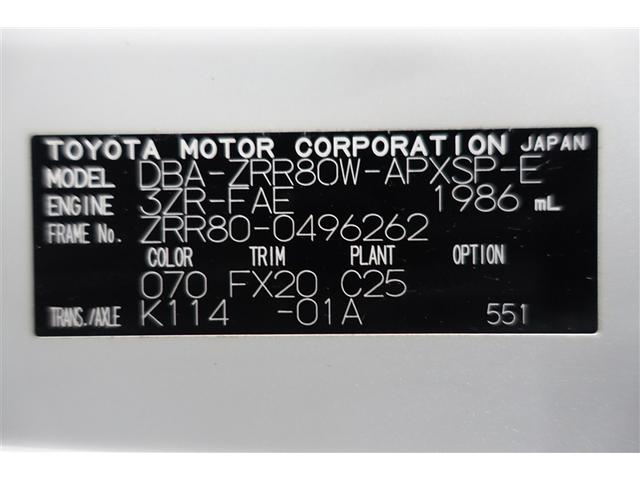 TOYOTA MOTOR CORPORATION JAPAN
MODEL DBA-ZRR80W-APXSP-E
ENGINE 3ZR-FAE 1986 mL
FRAME No. ZRR80-0496262
COLOR TRIM PLANT OPTION
070 FX20 C25
TRANS./AXLE K114 -01A 551